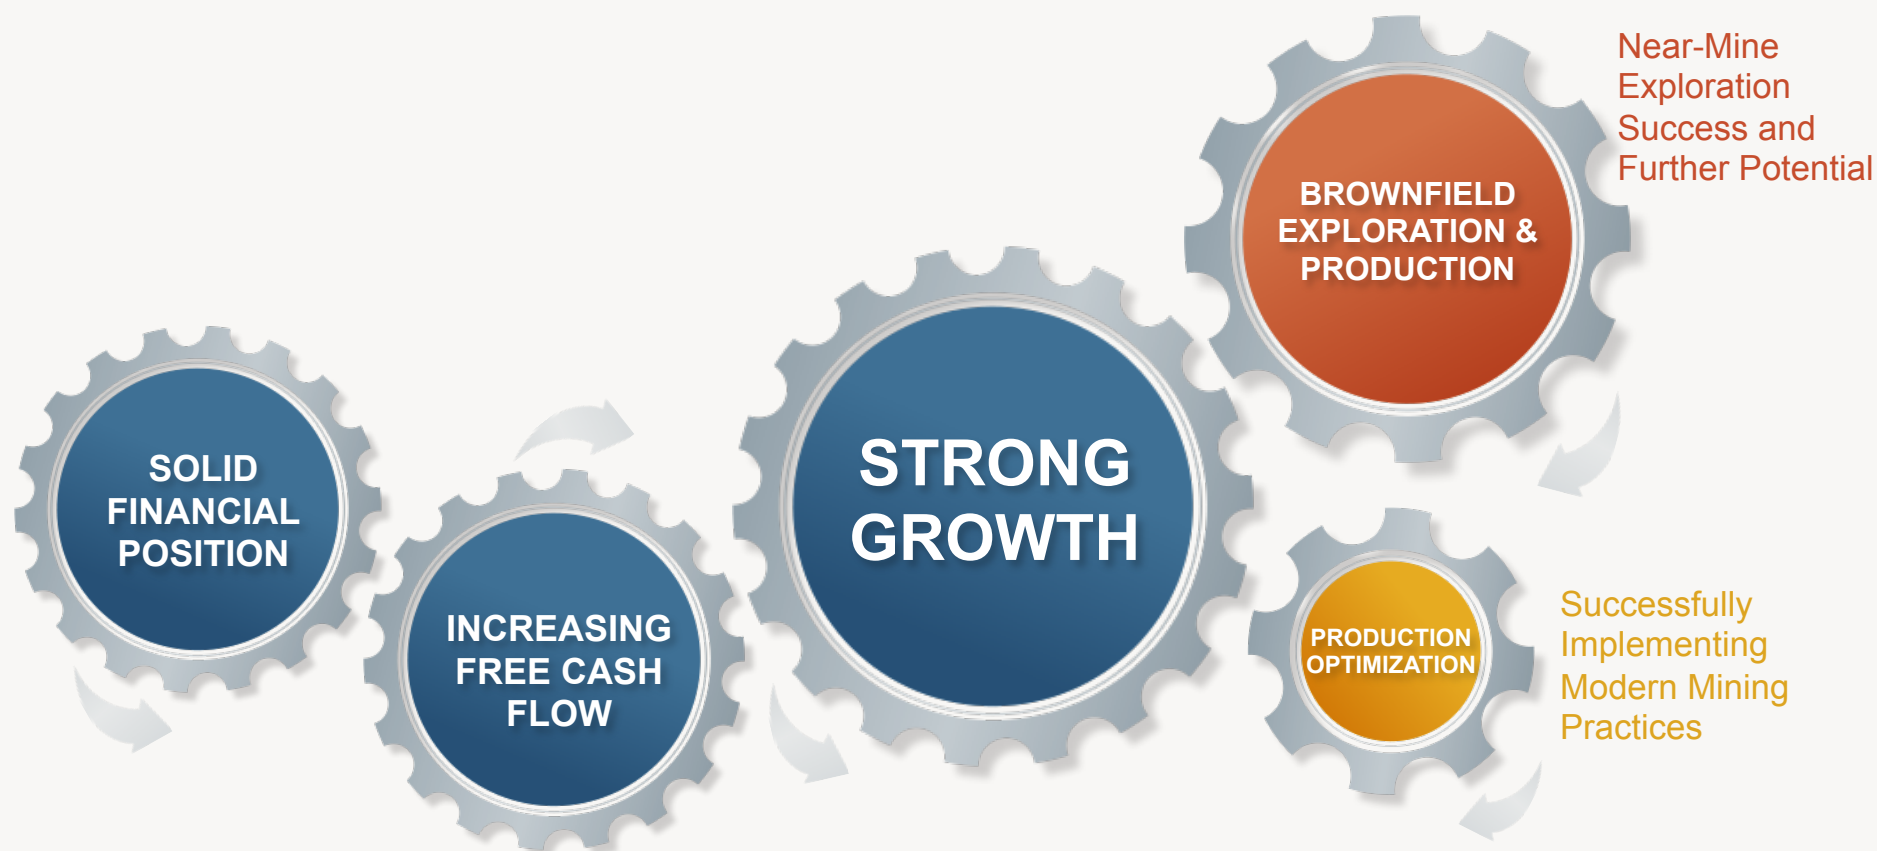 SOLID
FINANCIAL
POSITION
INCREASING
FREE CASH
FLOW
STRONG
GROWTH
BROWNFIELD
EXPLORATION &
PRODUCTION
Near-Mine
Exploration
Success and
Further Potential
PRODUCTION
OPTIMIZATION
Successfully
Implementing
Modern Mining
Practices